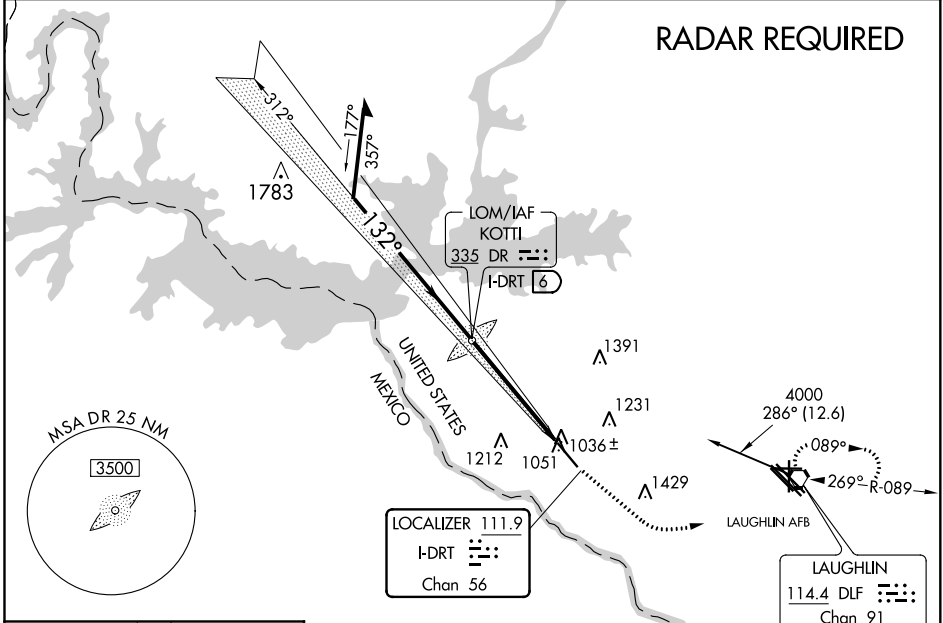 RADAR REQUIRED
312°
177°
357°
1783
132°
LOM/IAF
KOTTI
335 DR
I-DRT 6
1391
1231
1036 ±
1051
1212
1429
UNITED STATES
MEXICO
MSA DR 25 NM
3500
4000
286° (12.6)
089°
269° R-089
LAUGHLIN AFB
LOCALIZER 111.9
I-DRT
Chan 56
LAUGHLIN
114.4 DLF
Chan 91